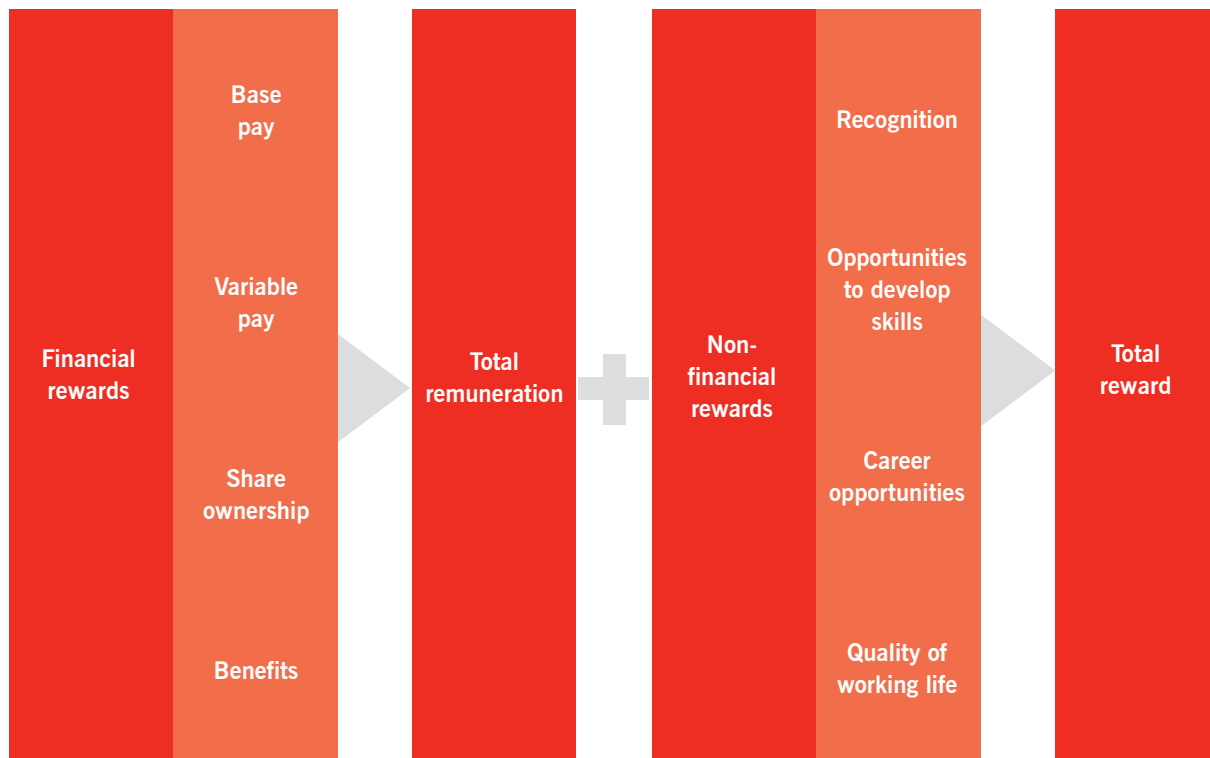 Financial
rewards
Base
pay
Variable
pay
Share
ownership
Benefits
Total
remuneration
Non-
financial
rewards
Recognition
Opportunities
to develop
skills
Career
opportunities
Quality of
working life
Total
reward